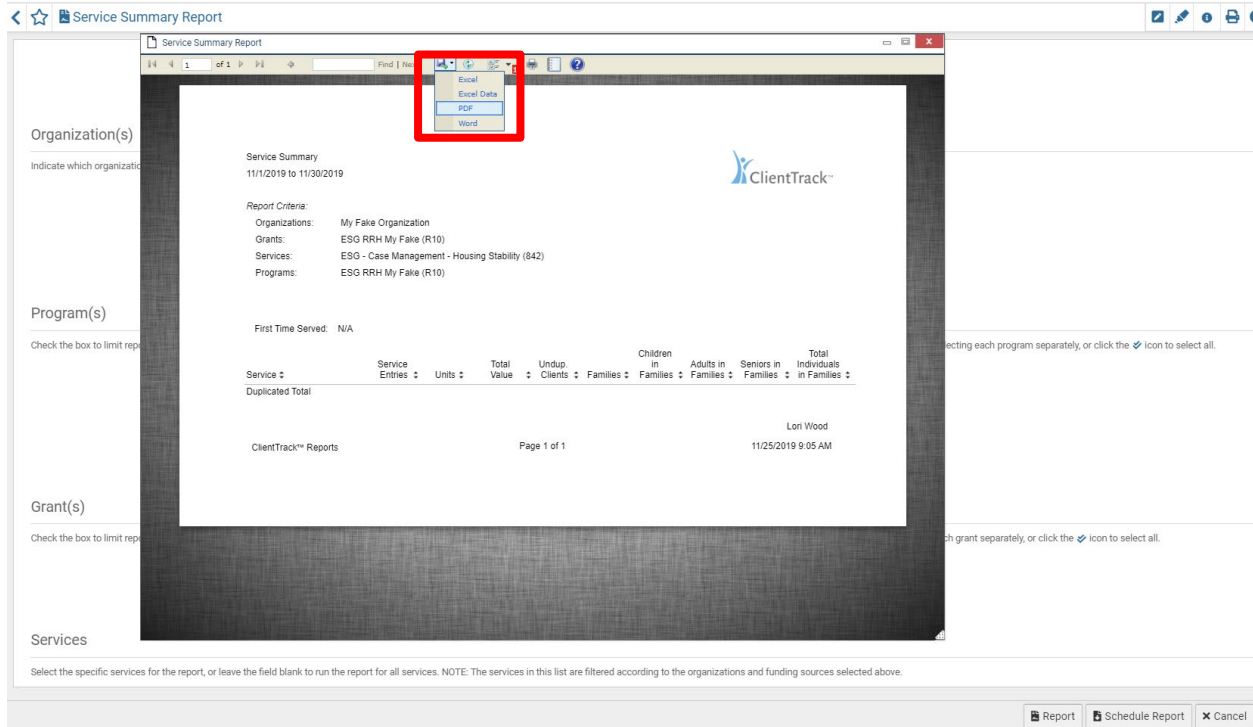 Service Summary Report
Service Summary Report
1 of 1 Find |
Excel
Excel Data
PDF
Word
Organization(s)
Indicate which
Service Summary
11/1/2019 to 11/30/2019
ClientTrack™
Report Criteria:
Organizations: My Fake Organization
Grants: ESG RRH My Fake (R10)
Services: ESG - Case Management - Housing Stability (842)
Programs: ESG RRH My Fake (R10)
Program(s)
First Time Served: N/A
Check the box to limit
each program separately, or click the icon to select all.
Children Total
Service Total Undup. in Adults in Seniors in Individuals
Service Entries Units Value Clients Families Families Families Families in Families
Duplicated Total
Lori Wood
ClientTrack™ Reports Page 1 of 1 11/25/2019 9:05 AM
Grant(s)
Check the box to limit
grant separately, or click the icon to select all.
Services
Select the specific services for the report, or leave the field blank to run the report for all services. NOTE: The services in this list are filtered according to the organizations and funding sources selected above.
Report Schedule Report Cancel